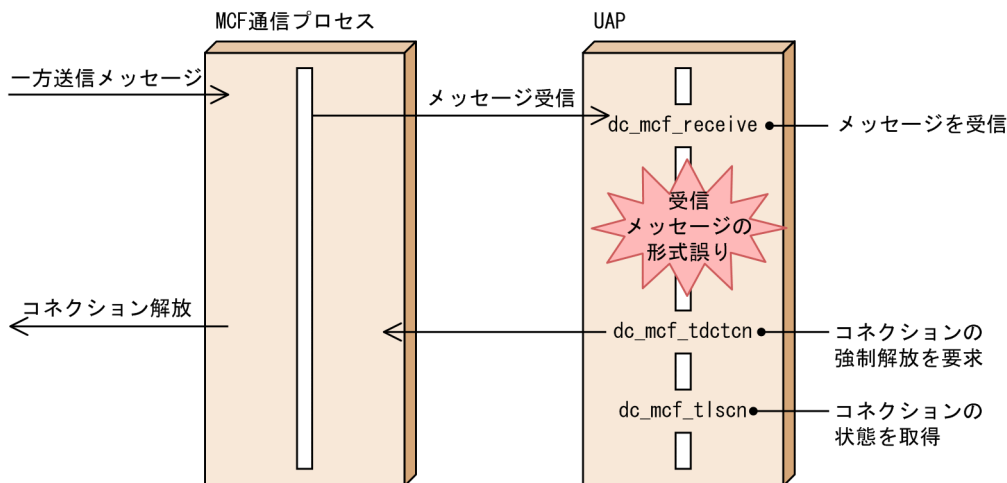 MCF通信プロセス
UAP
一方送信メッセージ
メッセージ受信
dc_mcf_receive
メッセージを受信
受信
メッセージの
形式誤り
コネクション解放
dc_mcf_tdctcn
コネクションの
強制解放を要求
dc_mcf_tlscn
コネクションの
状態を取得